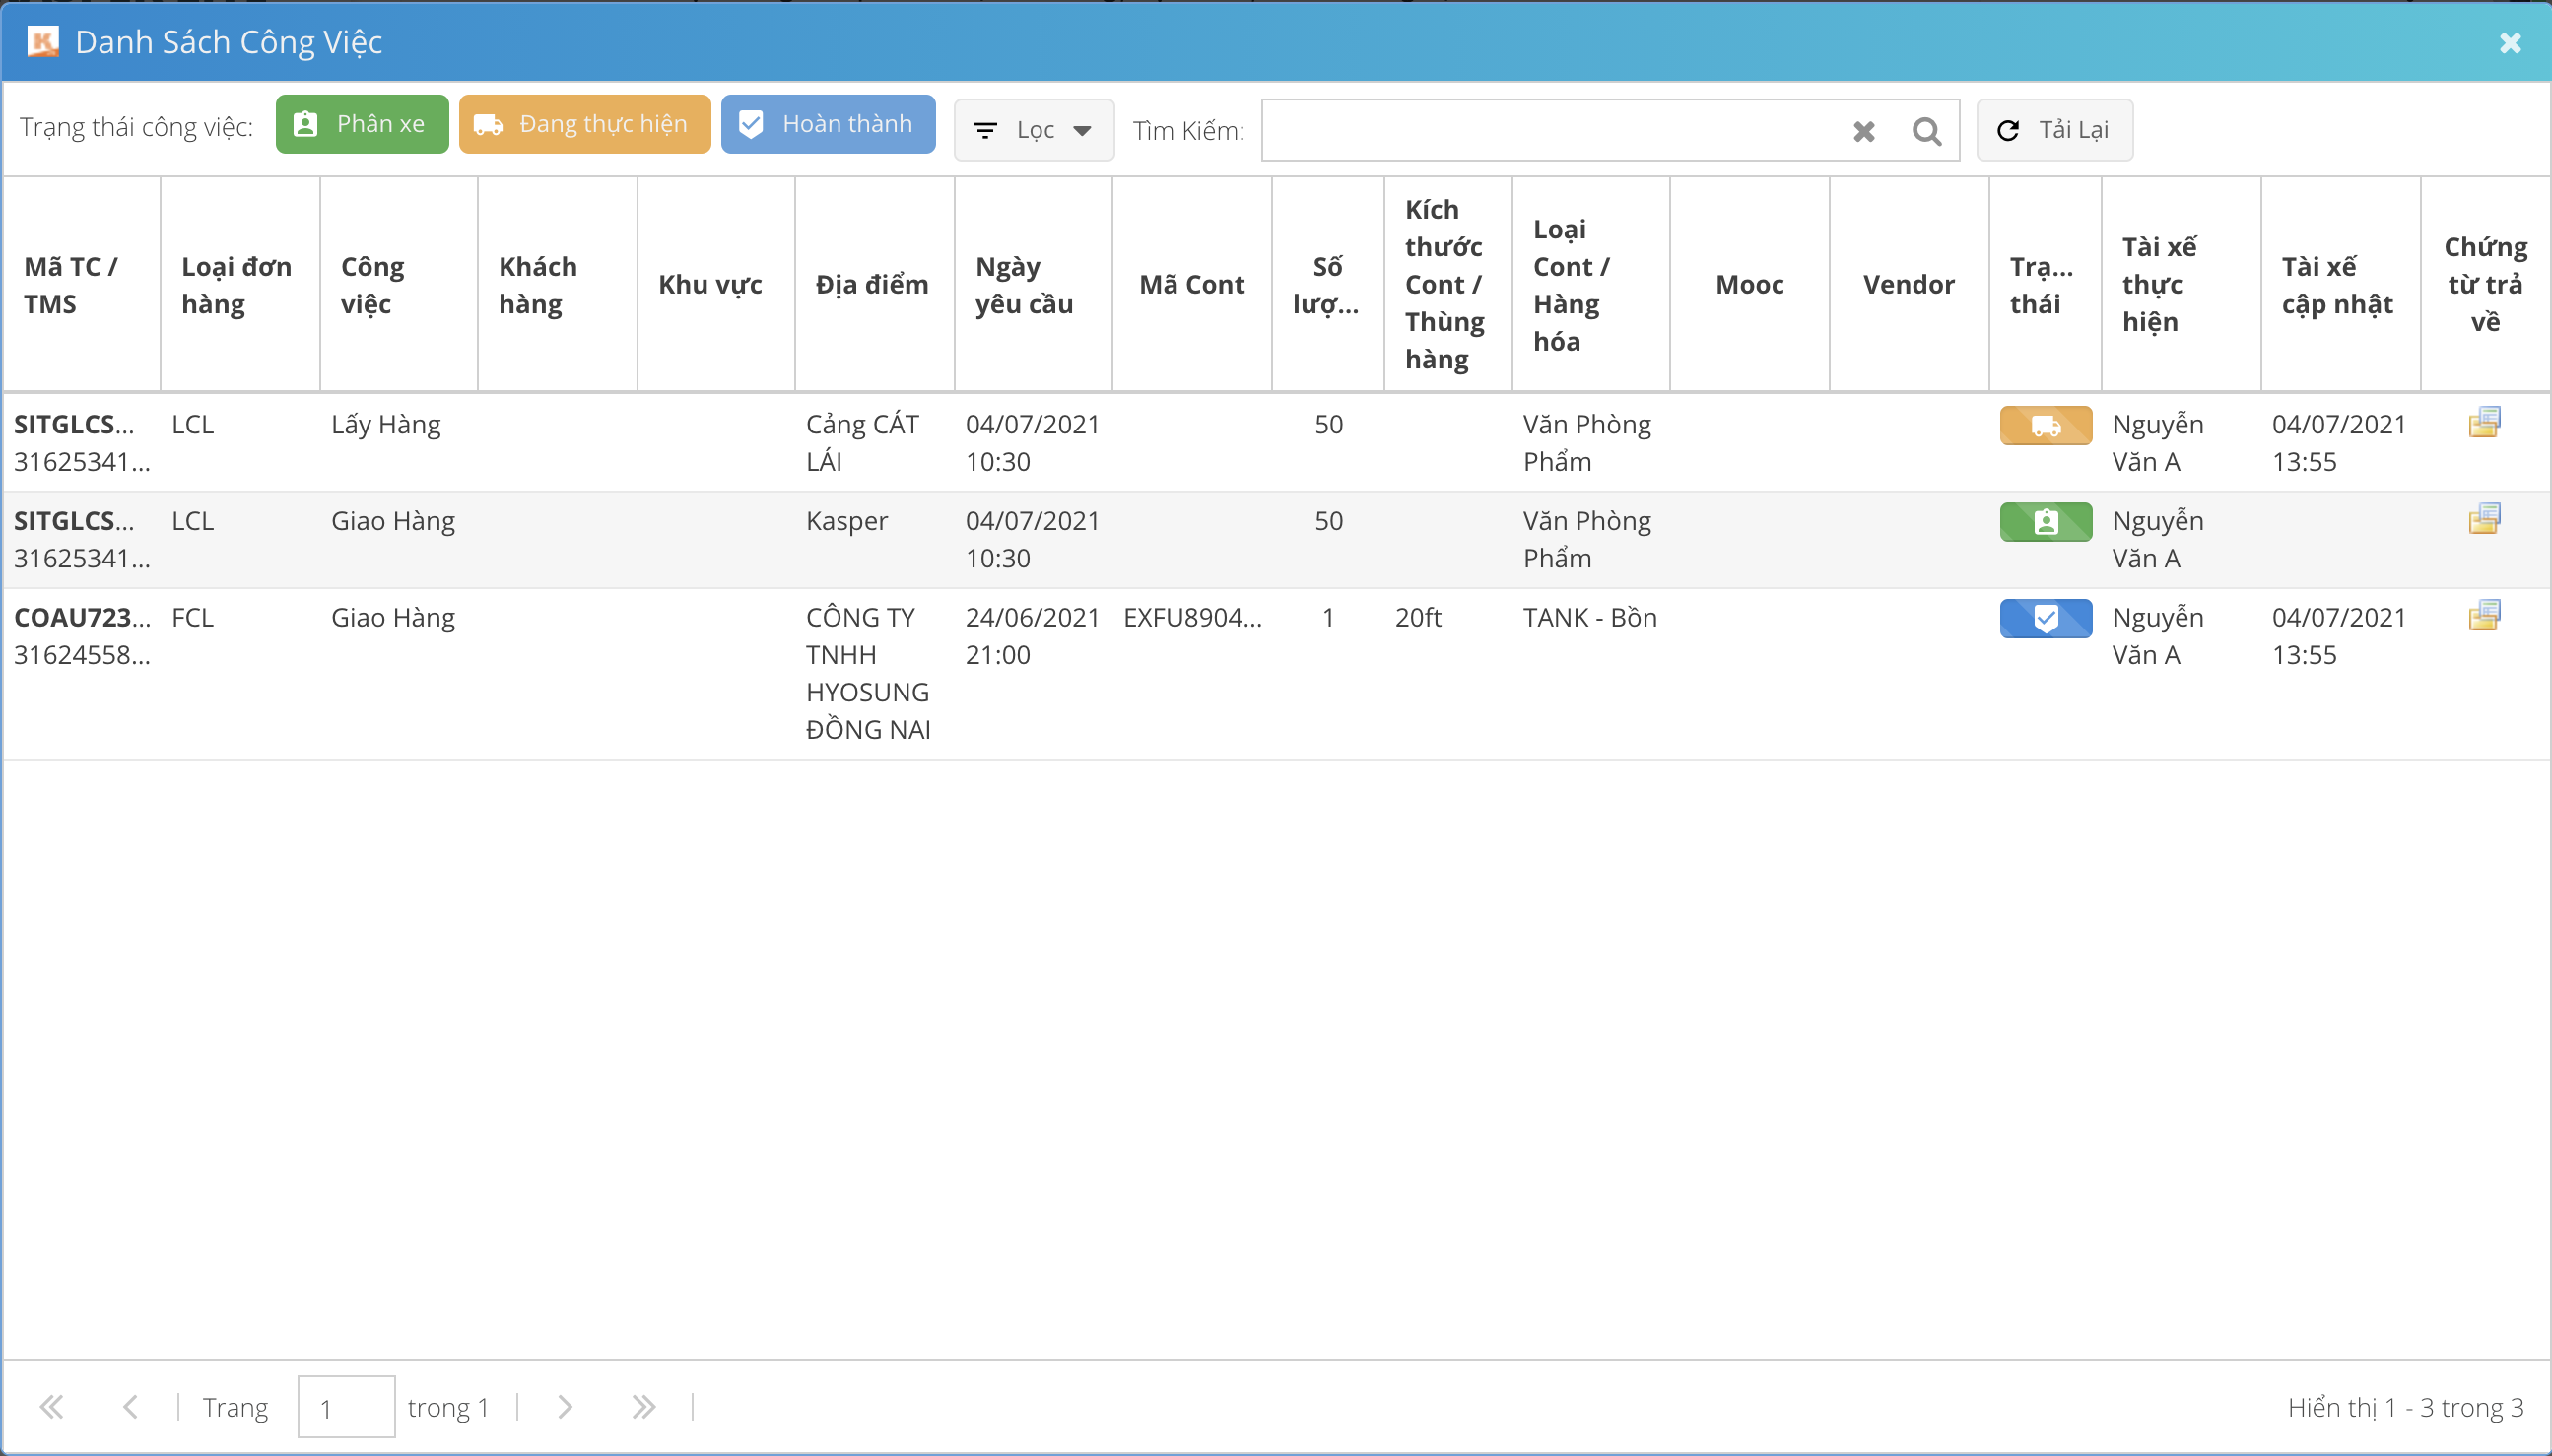 Danh Sách Công Việc
Trạng thái công việc: Phân xe Đang thực hiện Hoàn thành Lọc Tìm Kiếm: Tải Lại
Mã TC /
TMS
Loại đơn
hàng
Công
việc
Khách
hàng
Khu vực
Địa điểm
Ngày
yêu cầu
Mã Cont
Số
lượ...
Kích
thước
Cont /
Thùng
hàng
Loại
Cont /
Hàng
hóa
Mooc
Vendor
Trạ...
thái
Tài xế
thực
hiện
Tài xế
cập nhật
Chứng
từ trả
về
SITGLCS... LCL Lấy Hàng Cảng CÁT 04/07/2021 50 Văn Phòng Nguyễn 04/07/2021
31625341... LÁI 10:30 Phẩm Văn A 13:55
SITGLCS... LCL Giao Hàng Kasper 04/07/2021 50 Văn Phòng Nguyễn
31625341... 10:30 Phẩm Văn A
COAU723... FCL Giao Hàng CÔNG TY 24/06/2021 EXFU8904... 1 20ft TANK - Bồn Nguyễn 04/07/2021
31624558... TNHH 21:00 Văn A 13:55
HYOSUNG
ĐỒNG NAI
Trang 1 trong 1 Hiển thị 1 - 3 trong 3